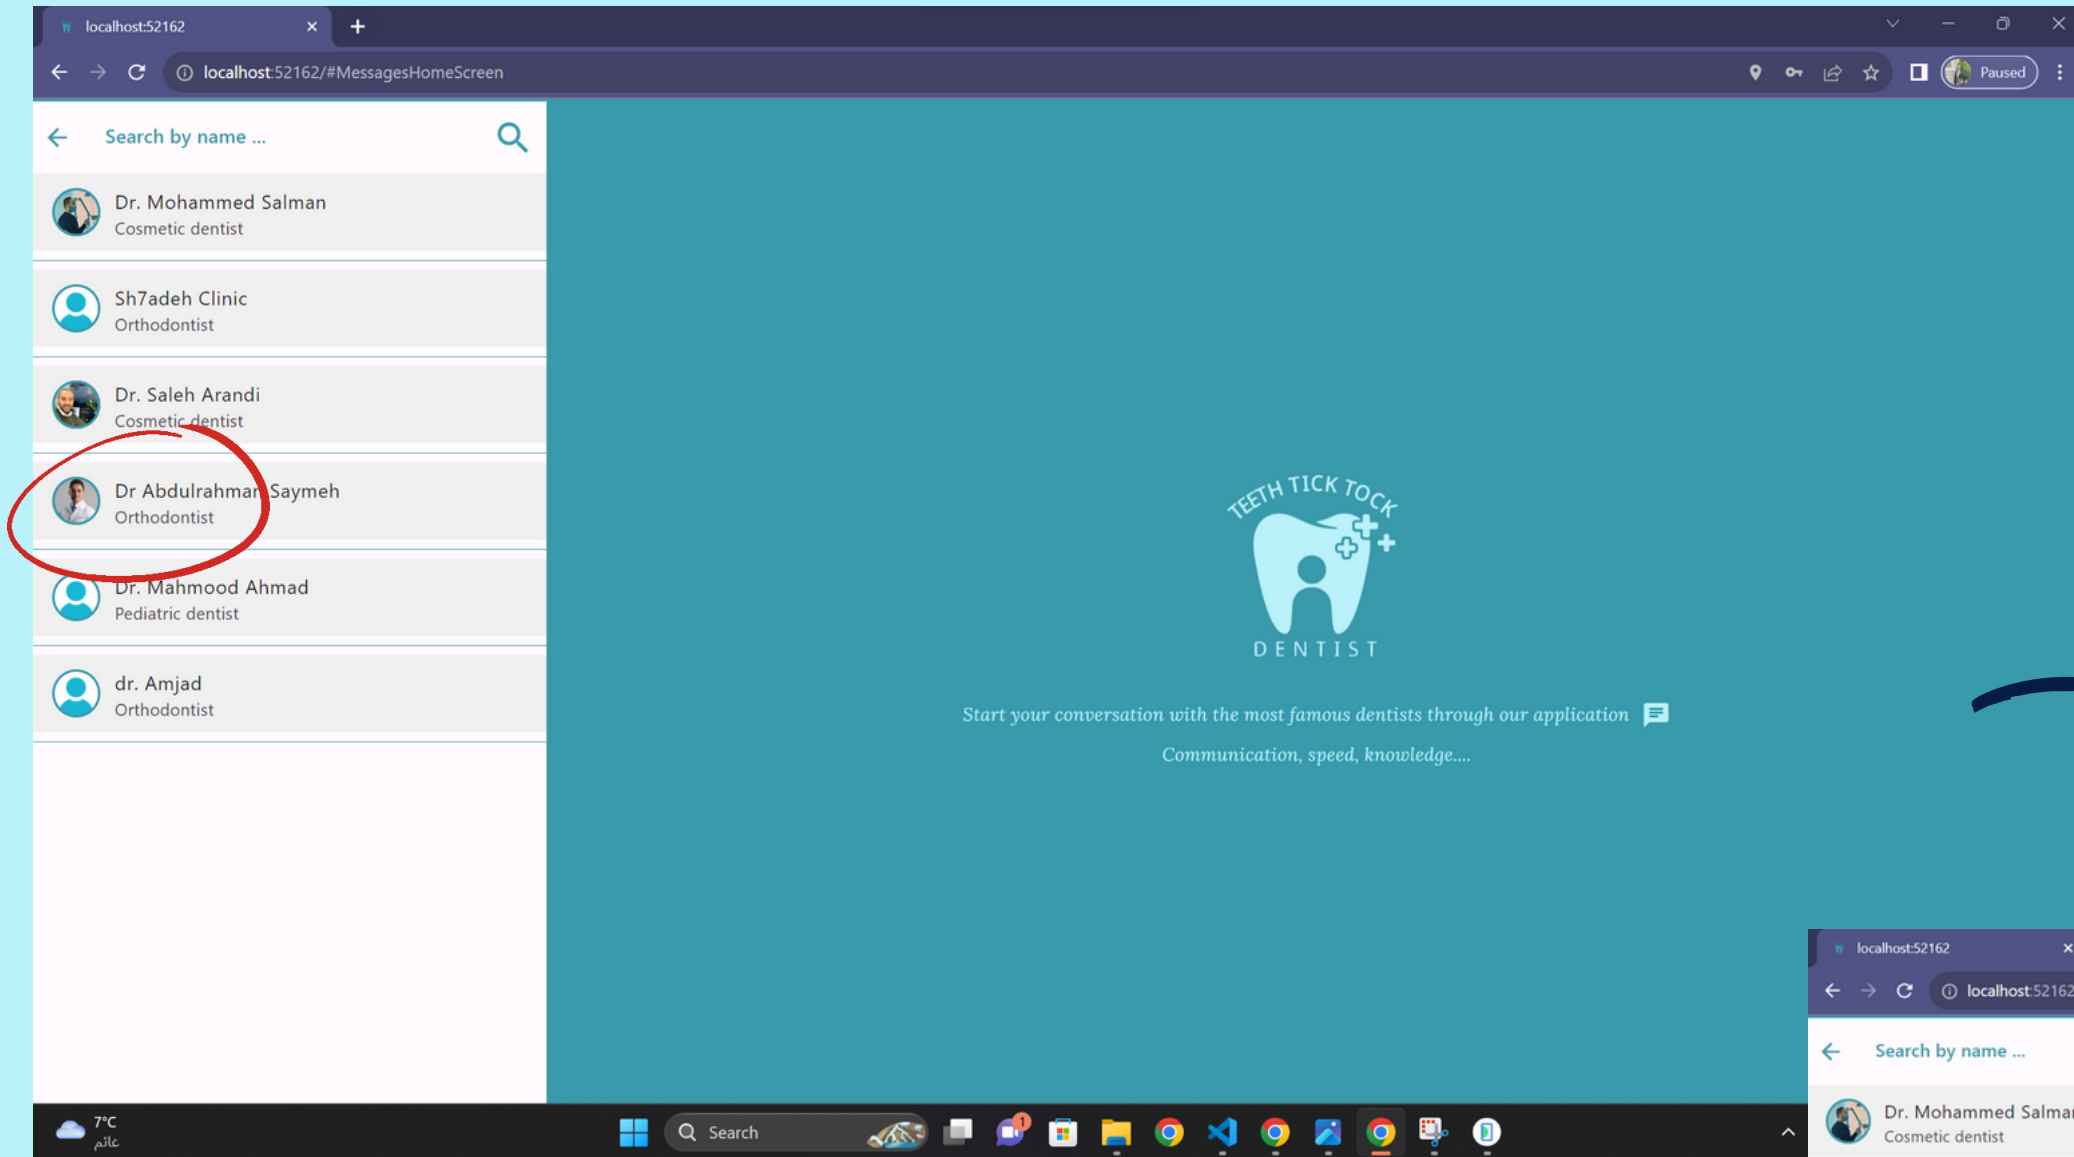 localhost:52162
localhost:52162/#MessagesHomeScreen
Paused
Search by name ...
Dr. Mohammed Salman
Cosmetic dentist
Sh7adeh Clinic
Orthodontist
Dr. Saleh Arandi
Cosmetic dentist
Dr Abdulrahman Saymeh
Orthodontist
Dr. Mahmood Ahmad
Pediatric dentist
dr. Amjad
Orthodontist
TEETH TICK TOCK
DENTIST
Start your conversation with the most famous dentists through our application
Communication, speed, knowledge....
localhost:52162
localhost:52162
Search by name ...
Dr. Mohammed Salman
Cosmetic dentist
7°C
غائم
Search
1